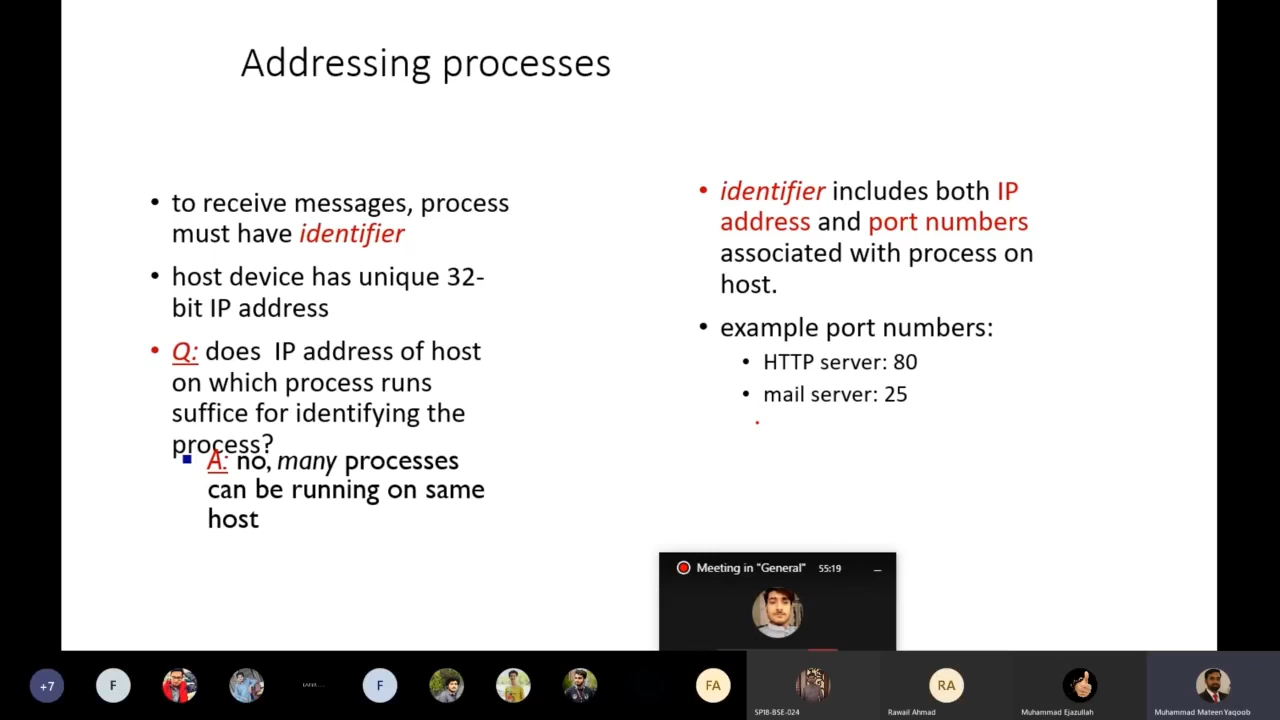 Addressing processes
• to receive messages, process
must have identifier
• host device has unique 32-
bit IP address
• Q: does IP address of host
on which process runs
suffice for identifying the
process?
A: no, many processes
can be running on same
host
• identifier includes both IP
address and port numbers
associated with process on
host.
• example port numbers:
• HTTP server: 80
• mail server: 25
Meeting in "General" 55:19
+7
F
F
FA
RA
SP18-BSE-024
Rawail Ahmad
Muhammad Ejazullah
Muhammad Mateen Yaqoob